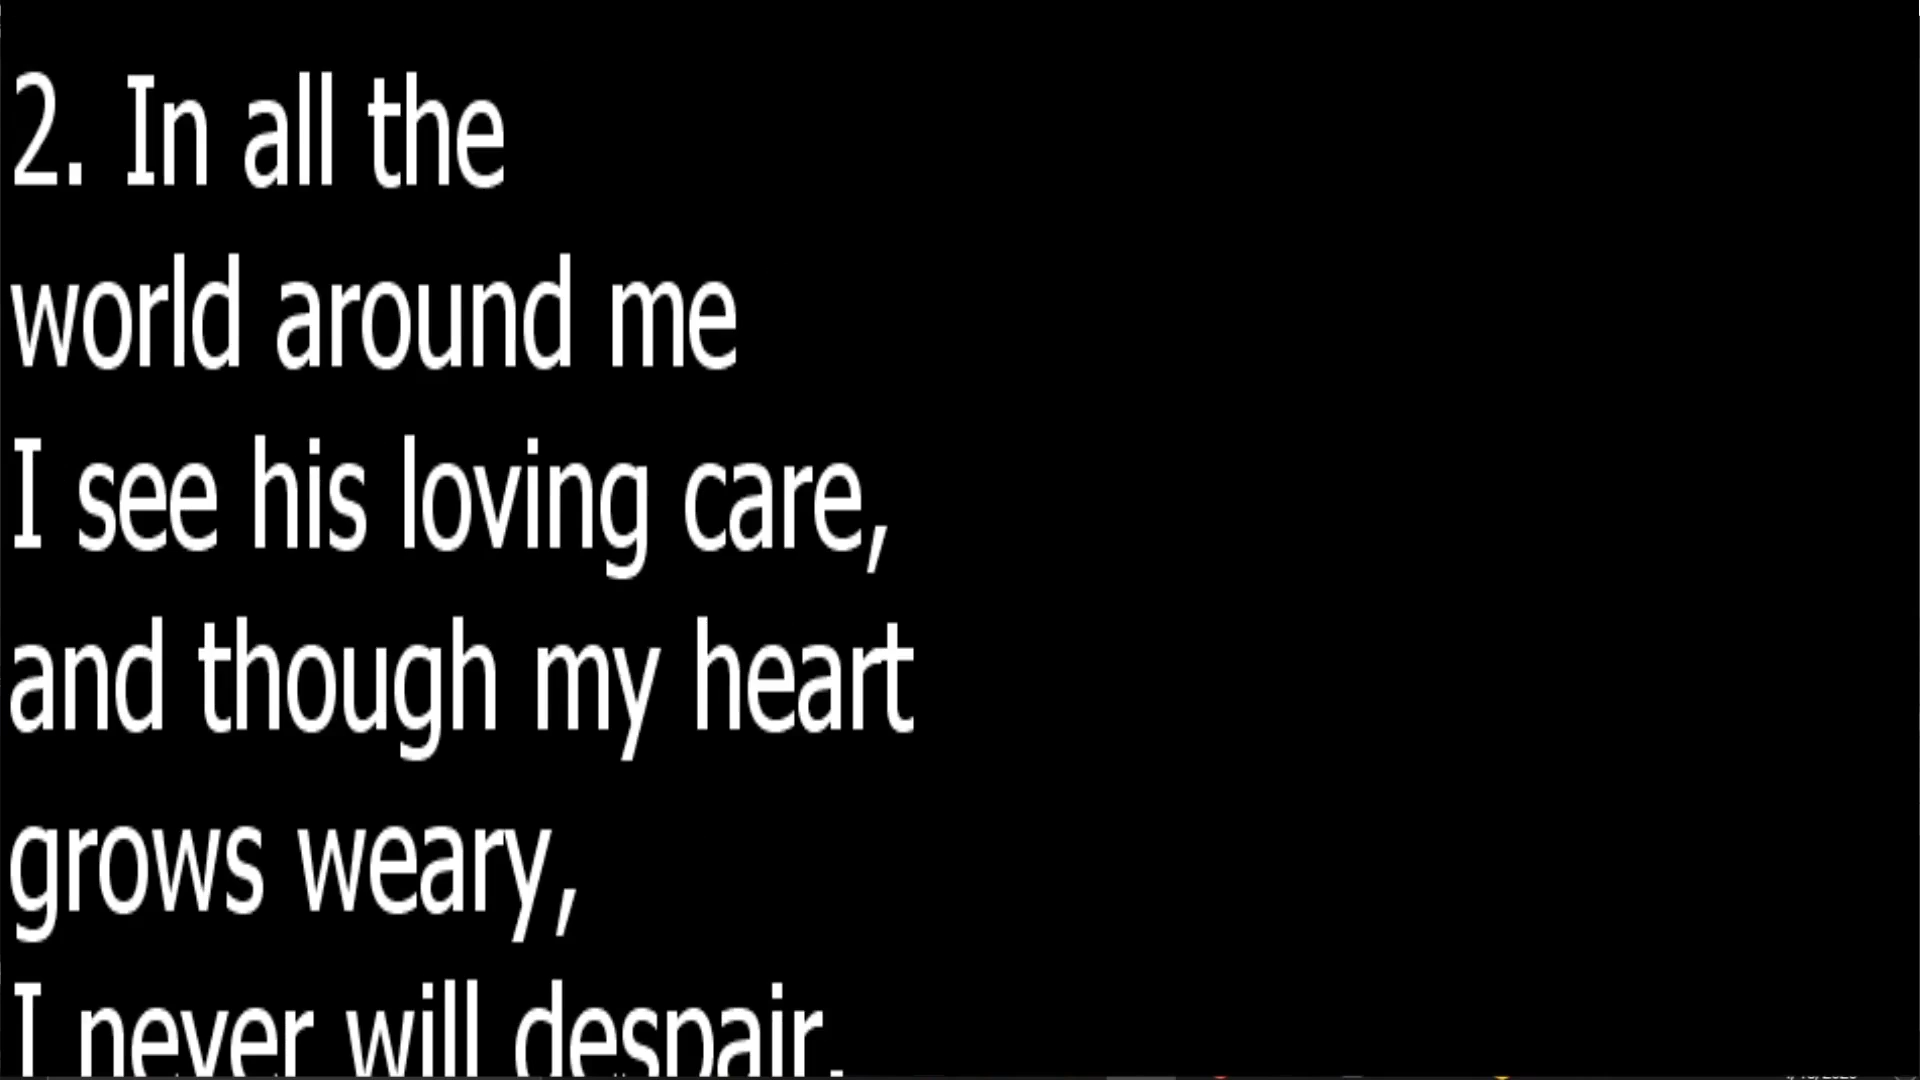 2. In all the
world around me
I see his loving care,
and though my heart
grows weary,
I never will despair.